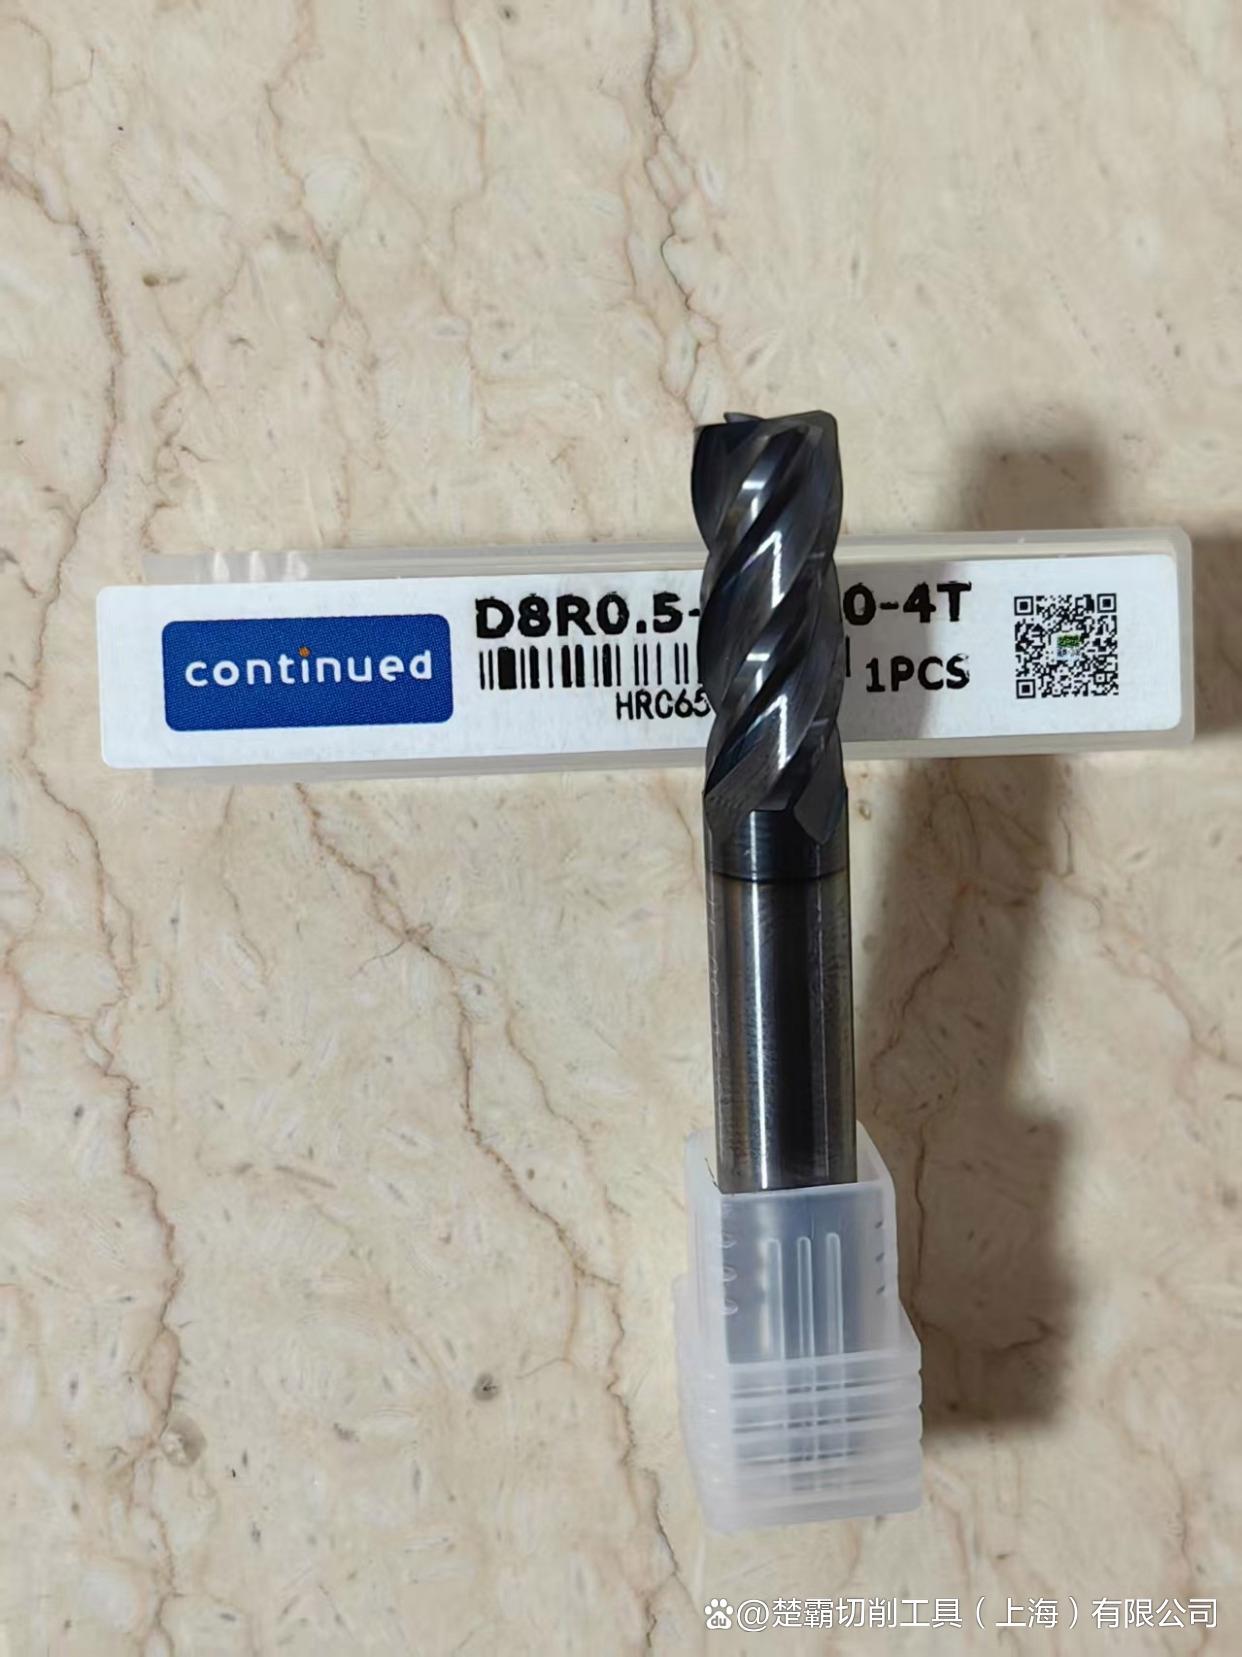 continued
D8R0.5-
0-4T
1PCS
HRC65
du @楚霸切削工具（上海）有限公司